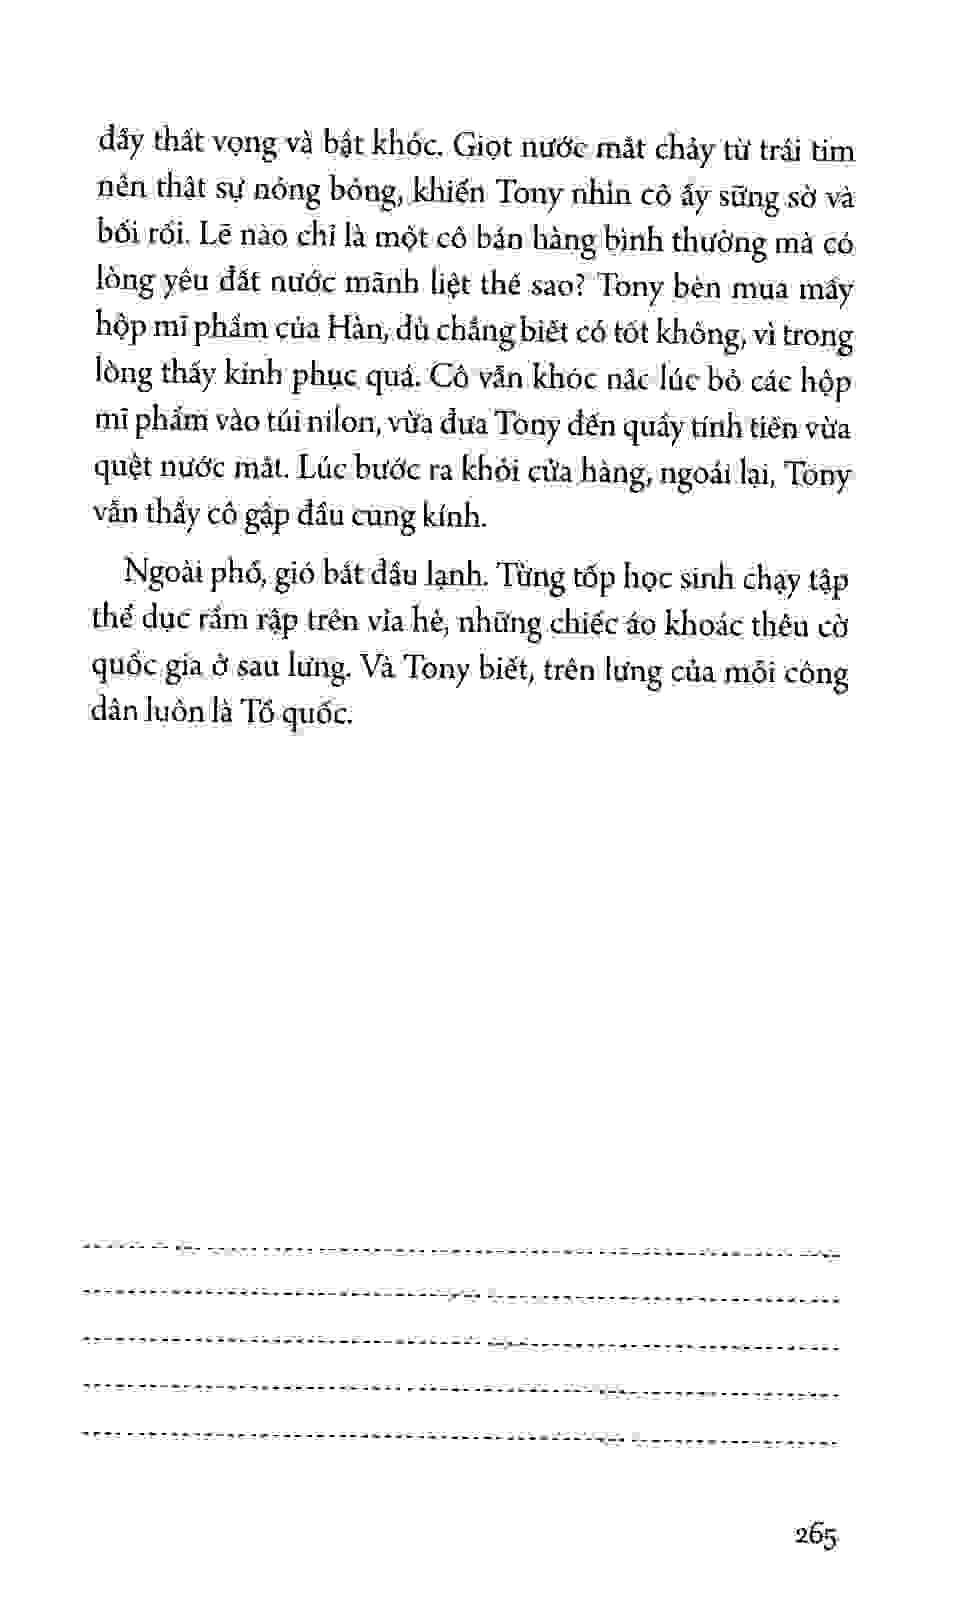 đầy thất vọng và bật khóc. Giọt nước mắt chảy từ trái tim
nên thật sự nóng bỏng, khiến Tony nhìn cô ấy sững sờ và
bối rối. Lẽ nào chỉ là một cô bán hàng bình thường mà có
lòng yêu đất nước mãnh liệt thế sao? Tony bèn mua mấy
hộp mĩ phẩm của Hàn, dù chẳng biết có tốt không, vì trong
lòng thấy kính phục quá. Cô vẫn khóc nấc lúc bỏ các hộp
mĩ phẩm vào túi nilon, vừa đưa Tony đến quầy tính tiền vừa
quệt nước mắt. Lúc bước ra khỏi cửa hàng, ngoái lại, Tony
vẫn thấy cô gập đầu cung kính.
Ngoài phố, gió bắt đầu lạnh. Từng tốp học sinh chạy tập
thể dục rầm rập trên vỉa hè, những chiếc áo khoác thêu cờ
quốc gia ở sau lưng. Và Tony biết, trên lưng của mỗi công
dân luôn là Tổ quốc.
265